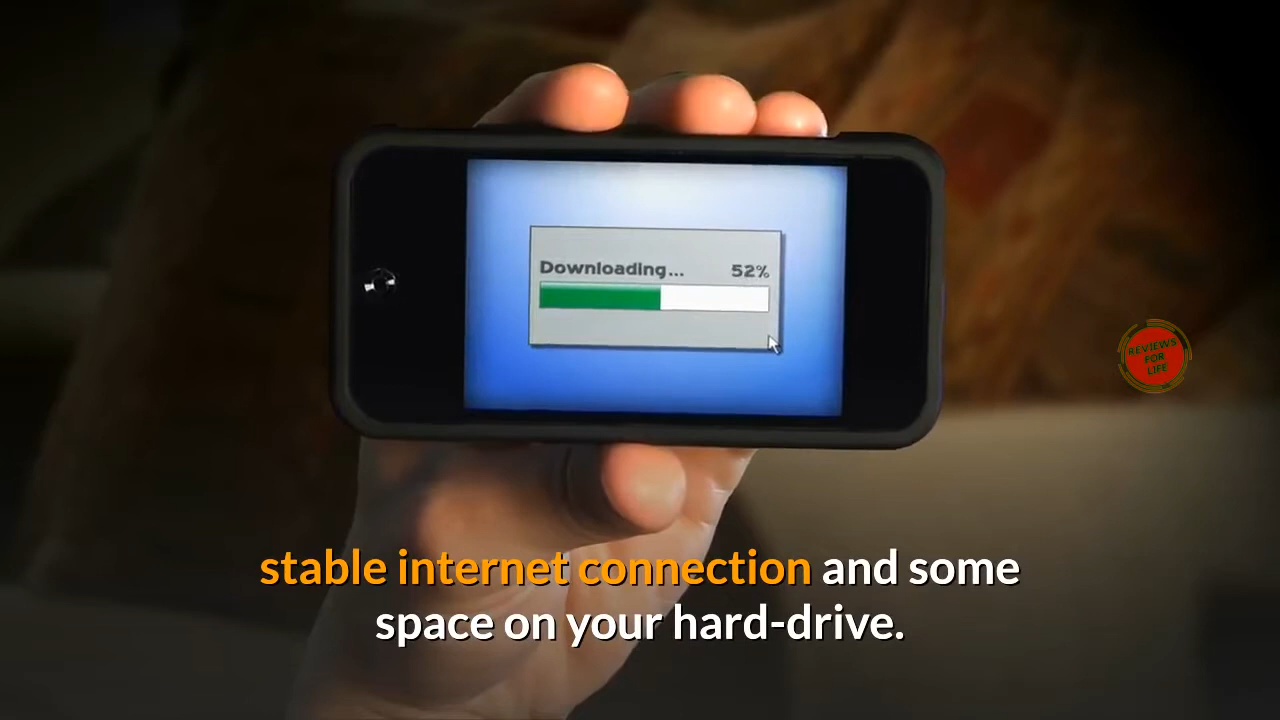 Downloading... 52%
REVIEWS
FOR
LIFE
stable internet connection and some
space on your hard-drive.